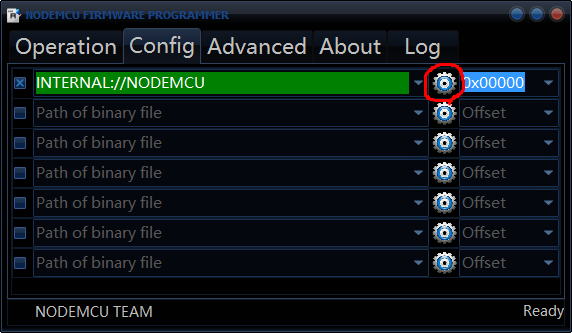 NODEMCU FIRMWARE PROGRAMMER
Operation Config Advanced About Log
INTERNAL://NODEMCU 0x00000
Path of binary file Offset
Path of binary file Offset
Path of binary file Offset
Path of binary file Offset
Path of binary file Offset
Path of binary file Offset
NODEMCU TEAM Ready